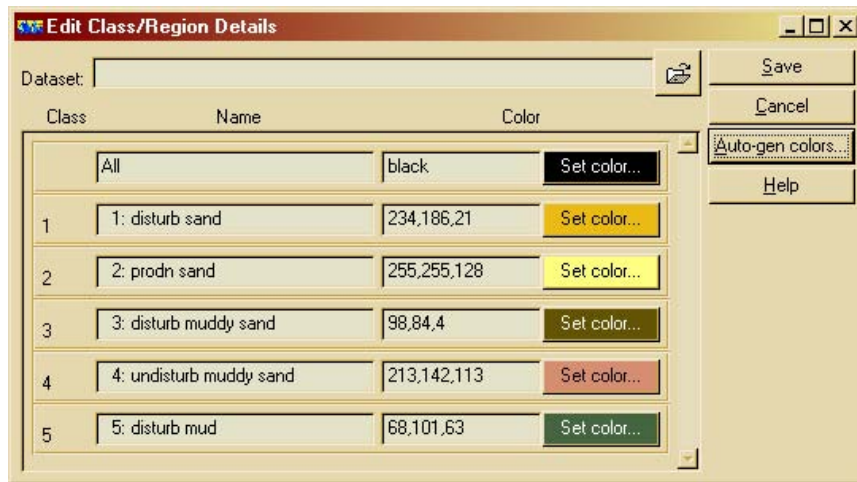 Edit Class/Region Details
Dataset:
Save
Cancel
Auto-gen colors...
Help
Class Name Color
All black Set color...
1 1: disturb sand 234,186,21 Set color...
2 2: prodn sand 255,255,128 Set color...
3 3: disturb muddy sand 98,84,4 Set color...
4 4: undisturb muddy sand 213,142,113 Set color...
5 5: disturb mud 68,101,63 Set color...